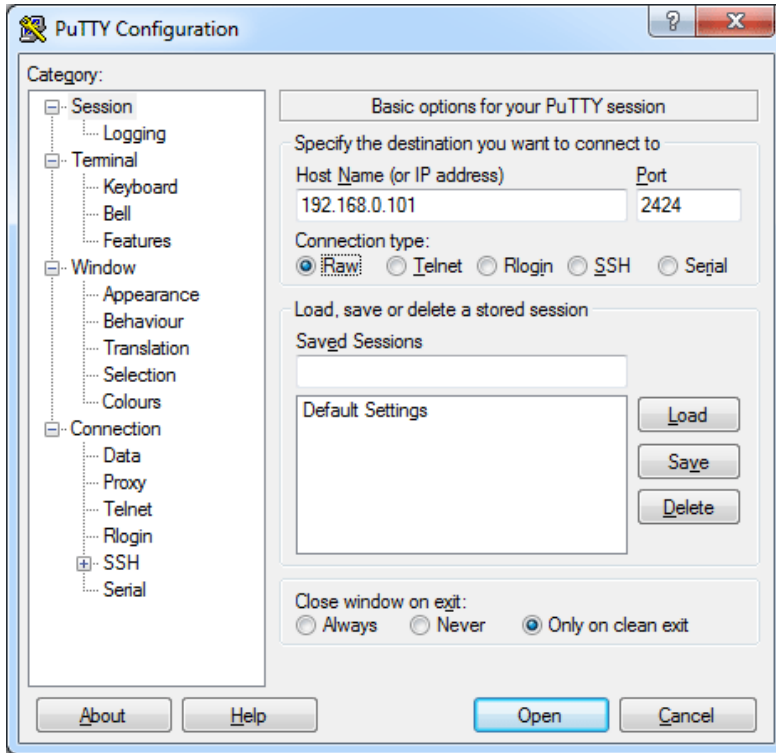 PuTTY Configuration
Category:
Session
Logging
Terminal
Keyboard
Bell
Features
Window
Appearance
Behaviour
Translation
Selection
Colours
Connection
Data
Proxy
Telnet
Rlogin
SSH
Serial
Basic options for your PuTTY session
Specify the destination you want to connect to
Host Name (or IP address) Port
192.168.0.101 2424
Connection type:
Raw Telnet Rlogin SSH Serial
Load, save or delete a stored session
Saved Sessions
Default Settings
Load
Save
Delete
Close window on exit:
Always Never Only on clean exit
About Help Open Cancel